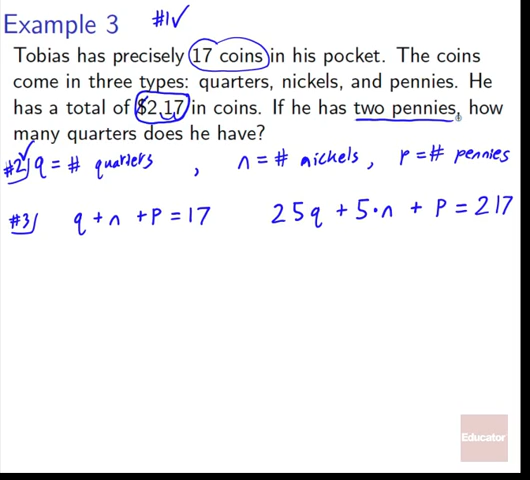 Example 3 #1✓
Tobias has precisely 17 coins in his pocket. The coins
come in three types: quarters, nickels, and pennies. He
has a total of $2.17 in coins. If he has two pennies, how
many quarters does he have?
#2✓ q = # quarters , n = # nickels, p = # pennies
#3 q + n + p = 17 25q + 5·n + p = 217
Educator